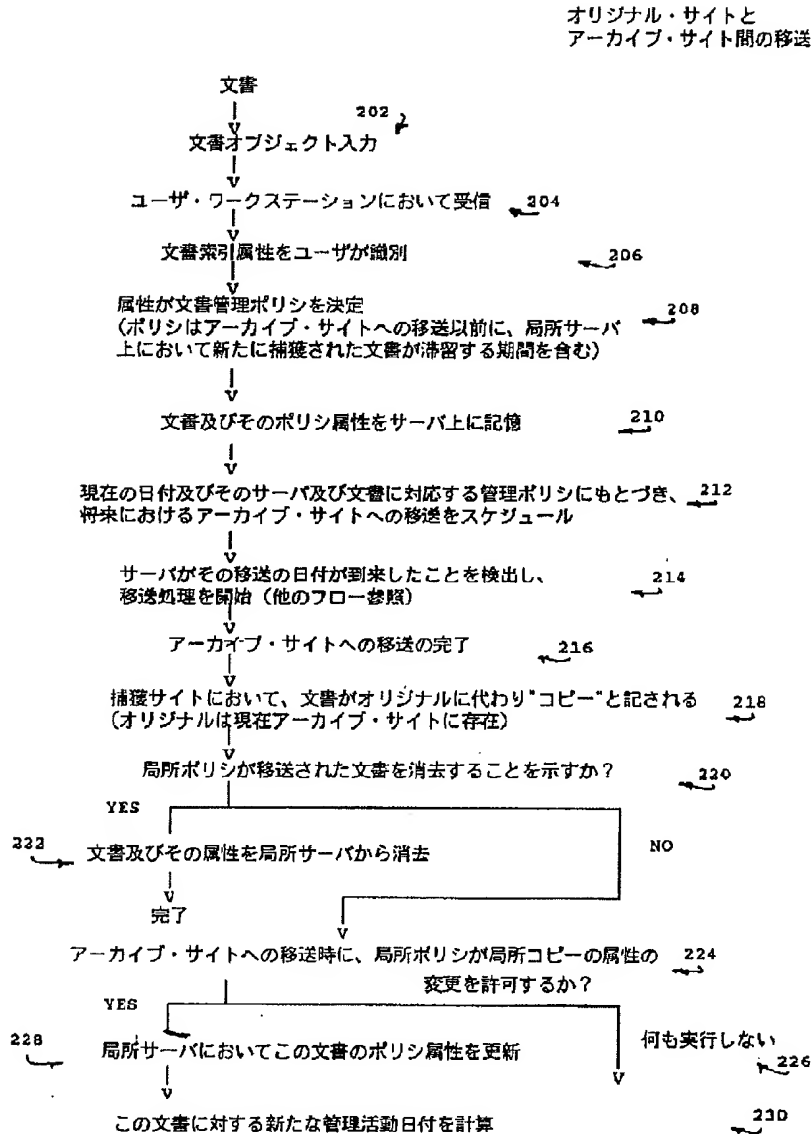 オリジナル・サイトと
アーカイブ・サイト間の移送
文書
202
文書オブジェクト入力
ユーザ・ワークステーションにおいて受信 204
文書索引属性をユーザが識別 206
属性が文書管理ポリシを決定
(ポリシはアーカイブ・サイトへの移送以前に、局所サーバ 208
上において新たに捕獲された文書が滞留する期間を含む)
文書及びそのポリシ属性をサーバ上に記憶 210
現在の日付及びそのサーバ及び文書に対応する管理ポリシにもとづき、 212
将来におけるアーカイブ・サイトへの移送をスケジュール
サーバがその移送の日付が到来したことを検出し、 214
移送処理を開始(他のフロー参照)
アーカイブ・サイトへの移送の完了 216
捕獲サイトにおいて、文書がオリジナルに代わり"コピー"と記される 218
(オリジナルは現在アーカイブ・サイトに存在)
局所ポリシが移送された文書を消去することを示すか? 220
YES
NO
222 文書及びその属性を局所サーバから消去
完了
アーカイブ・サイトへの移送時に、局所ポリシが局所コピーの属性の 224
変更を許可するか?
YES
何も実行しない
226
228 局所サーバにおいてこの文書のポリシ属性を更新
この文書に対する新たな管理活動日付を計算 230